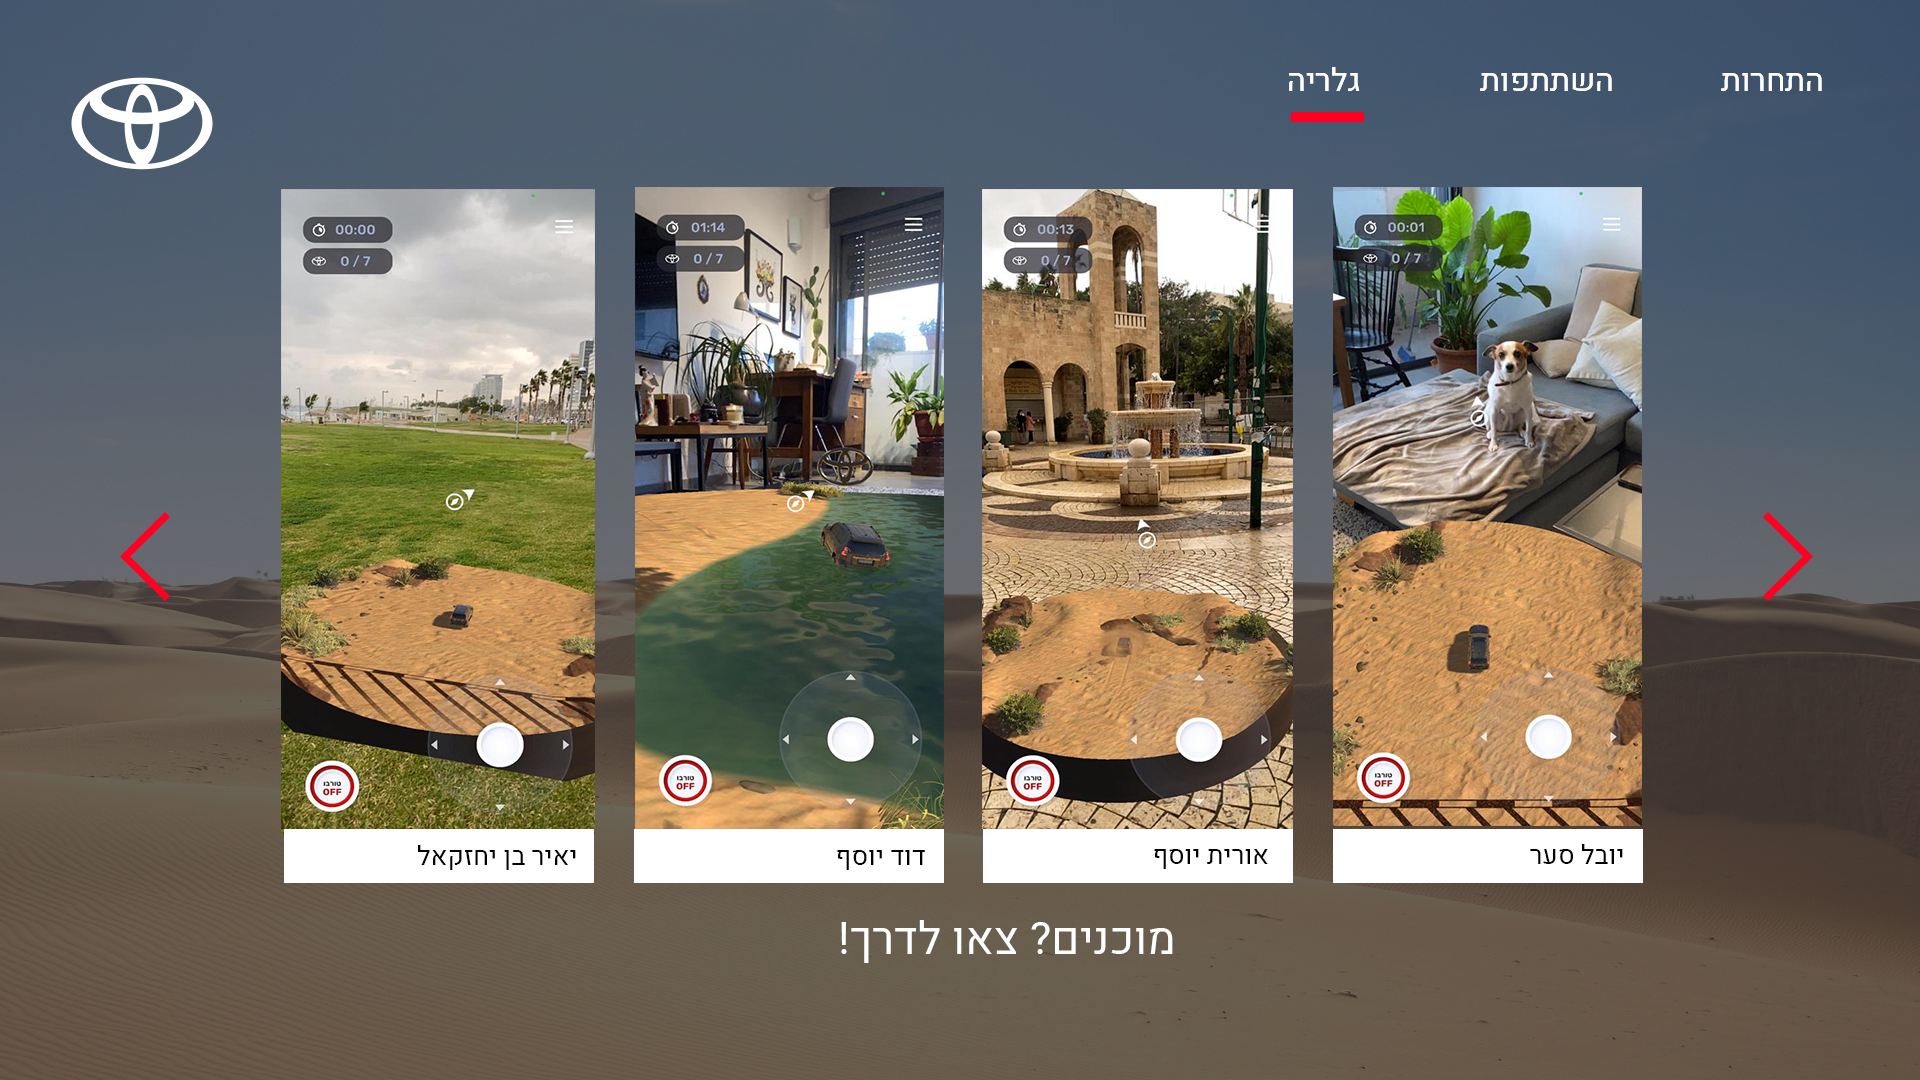 התחרות
השתתפות
גלריה
00:01
0 / 7
טורבו
OFF
יובל סער
00:13
0 / 7
טורבו
OFF
אורית יוסף
01:14
0 / 7
טורבו
OFF
דוד יוסף
00:00
0 / 7
טורבו
OFF
יאיר בן יחזקאל
מוכנים? צאו לדרך!